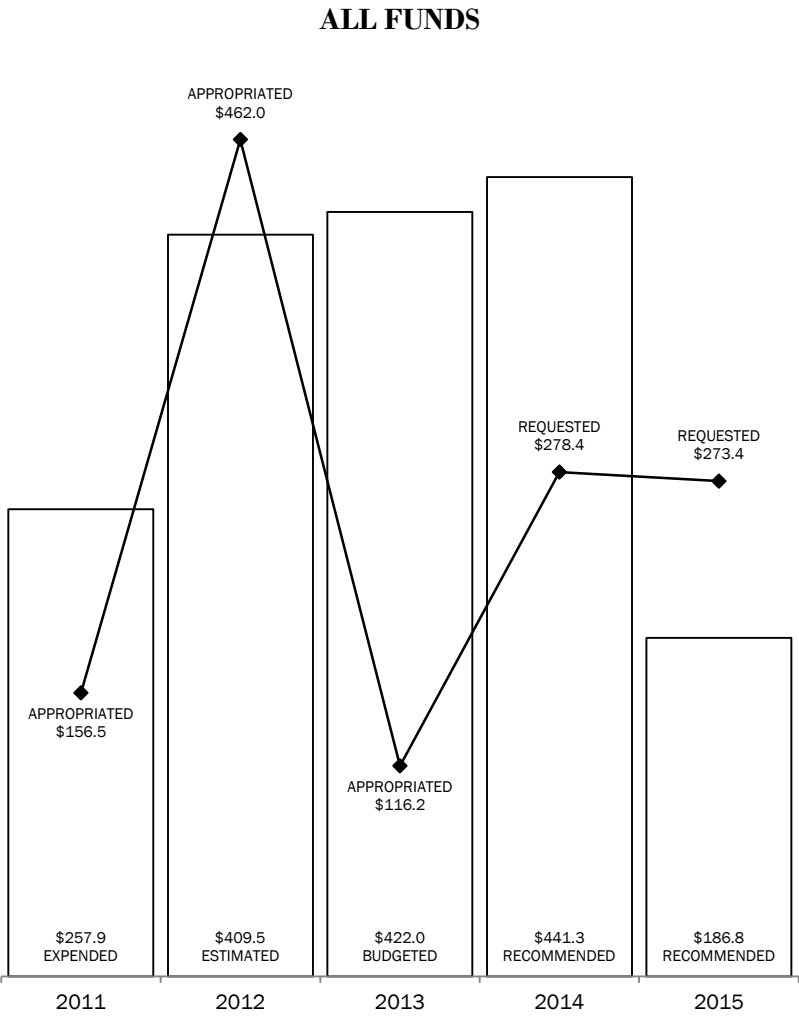 ALL FUNDS
APPROPRIATED
$462.0
REQUESTED
$278.4
REQUESTED
$273.4
APPROPRIATED
$156.5
APPROPRIATED
$116.2
$257.9
EXPENDED
$409.5
ESTIMATED
$422.0
BUDGETED
$441.3
RECOMMENDED
$186.8
RECOMMENDED
2011
2012
2013
2014
2015